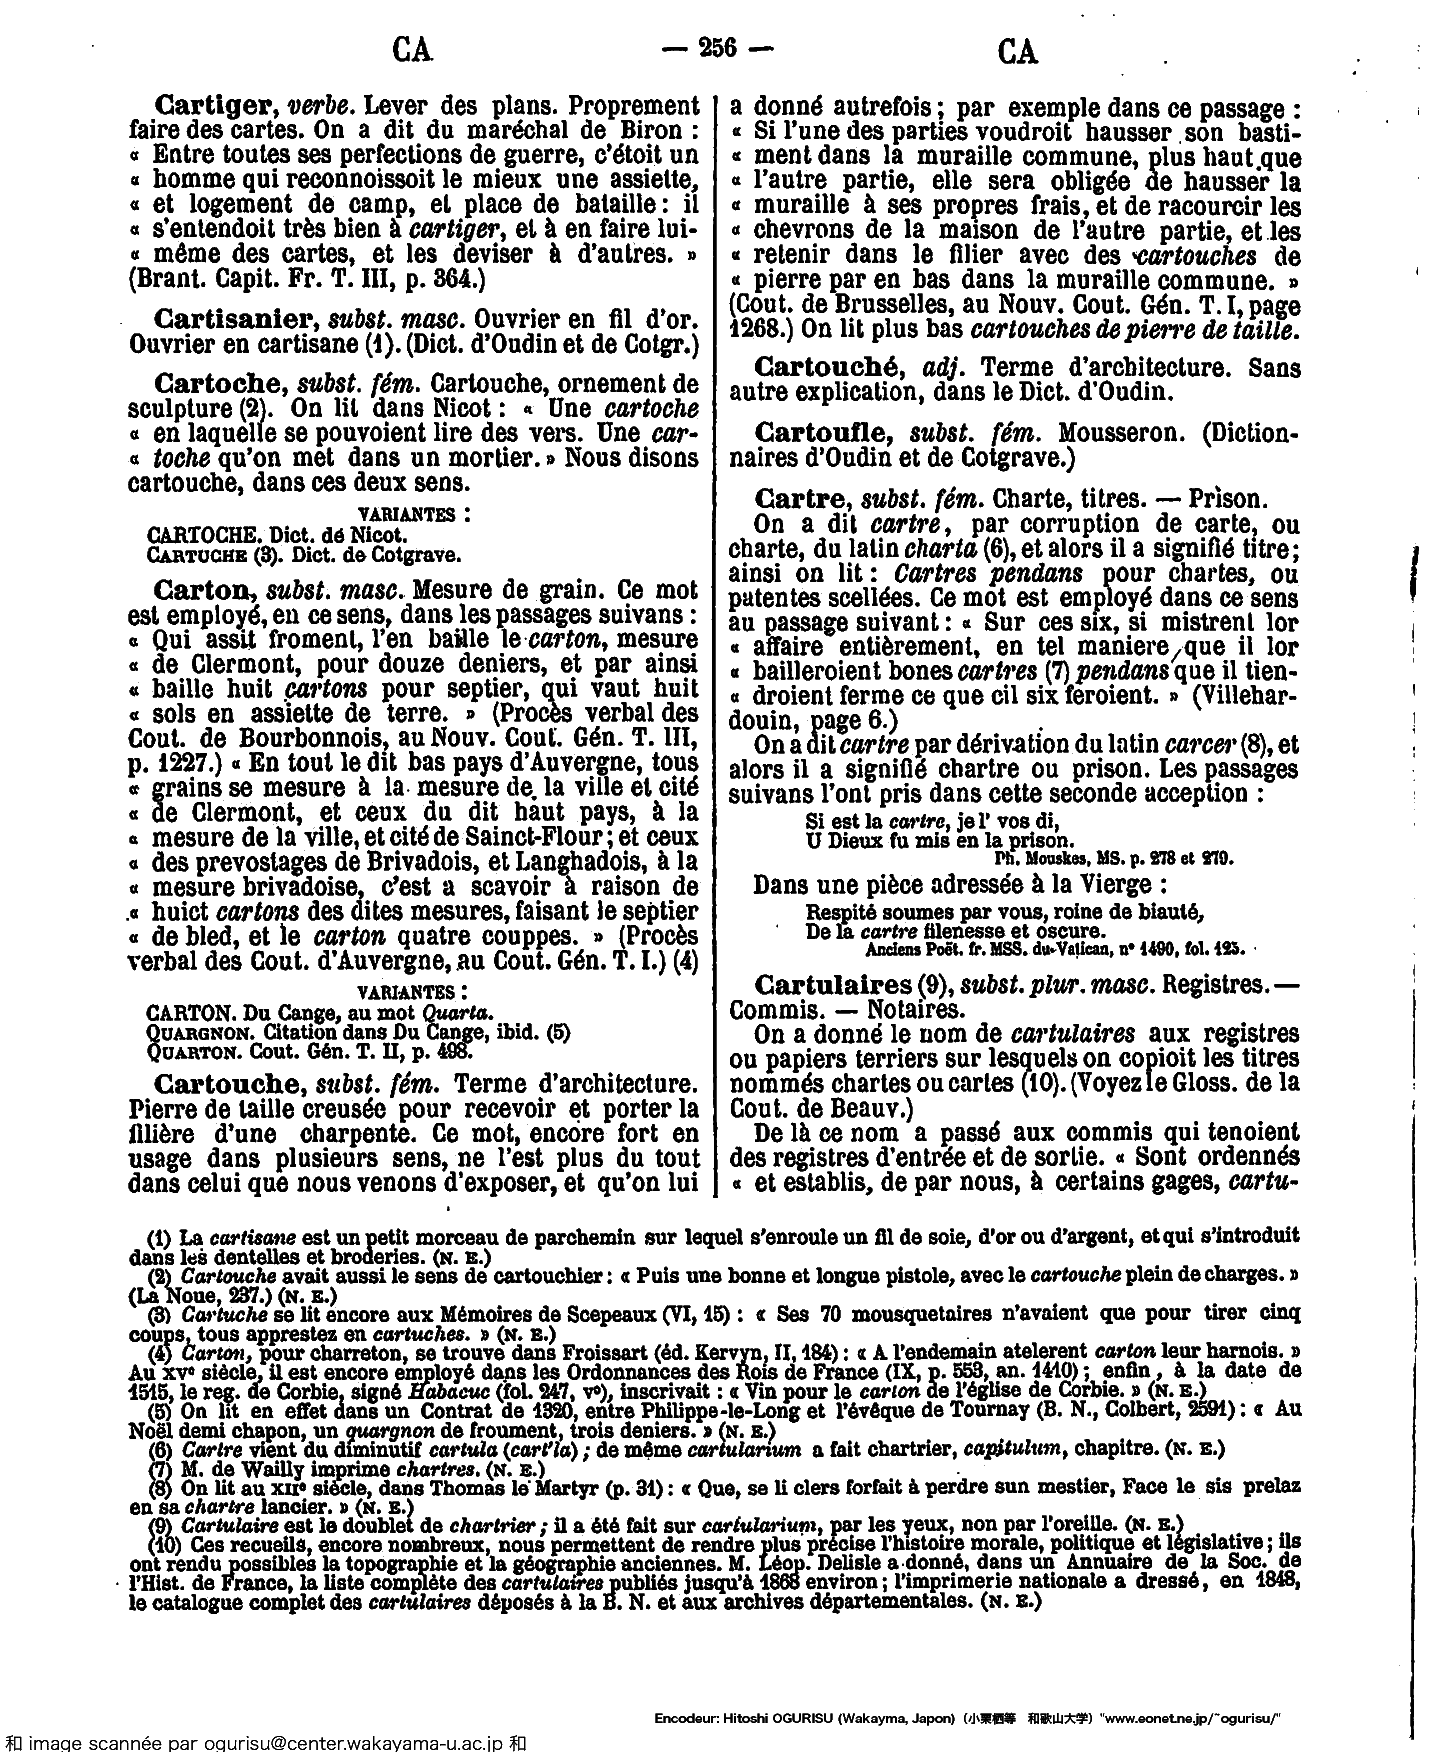 CA — 256 — CA
Cartiger, verbe. Lever des plans. Proprement
faire des cartes. On a dit du maréchal de Biron :
« Entre toutes ses perfections de guerre, c'étoit un
« homme qui reconnoissoit le mieux une assiette,
« et logement de camp, et place de bataille : il
« s'entendoit très bien à cartiger, et à en faire lui-
« même des cartes, et les deviser à d'autres. »
(Brant. Capit. Fr. T. III, p. 364.)
Cartisanier, subst. masc. Ouvrier en fil d'or.
Ouvrier en cartisane (1). (Dict. d'Oudin et de Cotgr.)
Cartoche, subst. fém. Cartouche, ornement de
sculpture (2). On lit dans Nicot : « Une cartoche
« en laquelle se pouvoient lire des vers. Une car-
« toche qu'on met dans un mortier. » Nous disons
cartouche, dans ces deux sens.
VARIANTES :
CARTOCHE. Dict. de Nicot.
CARTUCHE (3). Dict. de Cotgrave.
Carton, subst. masc. Mesure de grain. Ce mot
est employé, en ce sens, dans les passages suivans :
« Qui assit froment, l'en baille le carton, mesure
« de Clermont, pour douze deniers, et par ainsi
« baille huit cartons pour septier, qui vaut huit
« sols en assiette de terre. » (Procès verbal des
Cout. de Bourbonnois, au Nouv. Cout. Gén. T. III,
p. 1227.) « En tout le dit bas pays d'Auvergne, tous
« grains se mesure à la mesure de la ville et cité
« de Clermont, et ceux du dit haut pays, à la
« mesure de la ville, et cité de Sainct-Flour ; et ceux
« des prevostages de Brivadois, et Langhadois, à la
« mesure brivadoise, c'est a scavoir à raison de
« huict cartons des dites mesures, faisant le septier
« de bled, et le carton quatre couppes. » (Procès
verbal des Cout. d'Auvergne, au Cout. Gén. T. I.) (4)
VARIANTES :
CARTON. Du Cange, au mot Quarta.
QUARGNON. Citation dans Du Cange, ibid. (5)
QUARTON. Cout. Gén. T. II, p. 498.
Cartouche, subst. fém. Terme d'architecture.
Pierre de taille creusée pour recevoir et porter la
filière d'une charpente. Ce mot, encore fort en
usage dans plusieurs sens, ne l'est plus du tout
dans celui que nous venons d'exposer, et qu'on lui
a donné autrefois ; par exemple dans ce passage :
« Si l'une des parties voudroit hausser son basti-
« ment dans la muraille commune, plus haut que
« l'autre partie, elle sera obligée de hausser la
« muraille à ses propres frais, et de racourcir les
« chevrons de la maison de l'autre partie, et les
« retenir dans le filier avec des cartouches de
« pierre par en bas dans la muraille commune. »
(Cout. de Brusselles, au Nouv. Cout. Gén. T. I, page
1268.) On lit plus bas cartouches de pierre de taille.
Cartouché, adj. Terme d'architecture. Sans
autre explication, dans le Dict. d'Oudin.
Cartoufle, subst. fém. Mousseron. (Diction-
naires d'Oudin et de Cotgrave.)
Cartre, subst. fém. Charte, titres. — Prison.
On a dit cartre, par corruption de carte, ou
charte, du latin charta (6), et alors il a signifié titre ;
ainsi on lit : Cartres pendans pour chartes, ou
patentes scellées. Ce mot est employé dans ce sens
au passage suivant : « Sur ces six, si mistrent lor
« affaire entièrement, en tel maniere, que il lor
« bailleroient bones cartres (7) pendans que il tien-
« droient ferme ce que cil six feroient. » (Villehar-
douin, page 6.)
On a dit cartre par dérivation du latin carcer (8), et
alors il a signifié chartre ou prison. Les passages
suivans l'ont pris dans cette seconde acception :
Si est la cartre, je l' vos di,
U Dieux fu mis en la prison.
Ph. Mouskes, MS. p. 278 et 279.
Dans une pièce adressée à la Vierge :
Respité soumes par vous, roine de biauté,
De la cartre filenesse et oscure.
Anciens Poët. fr. MSS. du Vatican, n° 1490, fol. 123.
Cartulaires (9), subst. plur. masc. Registres. —
Commis. — Notaires.
On a donné le nom de cartulaires aux registres
ou papiers terriers sur lesquels on copioit les titres
nommés chartes ou cartes (10). (Voyez le Gloss. de la
Cout. de Beauv.)
De là ce nom a passé aux commis qui tenoient
des registres d'entrée et de sortie. « Sont ordennés
« et establis, de par nous, à certains gages, cartu-
(1) La cartisane est un petit morceau de parchemin sur lequel s'enroule un fil de soie, d'or ou d'argent, et qui s'introduit
dans les dentelles et broderies. (N. E.)
(2) Cartouche avait aussi le sens de cartouchier : « Puis une bonne et longue pistole, avec le cartouche plein de charges. »
(La Noue, 237.) (N. E.)
(3) Cartuche se lit encore aux Mémoires de Scepeaux (VI, 15) : « Ses 70 mousquetaires n'avaient que pour tirer cinq
coups, tous apprestez en cartuches. » (N. E.)
(4) Carton, pour charreton, se trouve dans Froissart (éd. Kervyn, II, 184) : « A l'endemain atelerent carton leur harnois. »
Au XVe siècle, il est encore employé dans les Ordonnances des Rois de France (IX, p. 553, an. 1410) ; enfin, à la date de
1515, le reg. de Corbie, signé Habacuc (fol. 247, v°), inscrivait : « Vin pour le carton de l'église de Corbie. » (N. E.)
(5) On lit en effet dans un Contrat de 1320, entre Philippe-le-Long et l'évêque de Tournay (B. N., Colbert, 2591) : « Au
Noël demi chapon, un quargnon de froument, trois deniers. » (N. E.)
(6) Cartre vient du diminutif cartula (cart'la) ; de même cartularium a fait chartrier, capitulum, chapitre. (N. E.)
(7) M. de Wailly imprime chartres. (N. E.)
(8) On lit au XIIe siècle, dans Thomas le Martyr (p. 31) : « Que, se li clers forfait à perdre sun mestier, Face le sis prelaz
en sa chartre lancier. » (N. E.)
(9) Cartulaire est le doublet de chartrier ; il a été fait sur cartularium, par les yeux, non par l'oreille. (N. E.)
(10) Ces recueils, encore nombreux, nous permettent de rendre plus précise l'histoire morale, politique et législative ; ils
ont rendu possibles la topographie et la géographie anciennes. M. Léop. Delisle a donné, dans un Annuaire de la Soc. de
l'Hist. de France, la liste complète des cartulaires publiés jusqu'à 1868 environ ; l'imprimerie nationale a dressé, en 1848,
le catalogue complet des cartulaires déposés à la B. N. et aux archives départementales. (N. E.)
Encodeur: Hitoshi OGURISU (Wakayma, Japon) (小栗栖等 和歌山大学) "www.eonet.ne.jp/~ogurisu/"
和 image scannée par ogurisu@center.wakayama-u.ac.jp 和